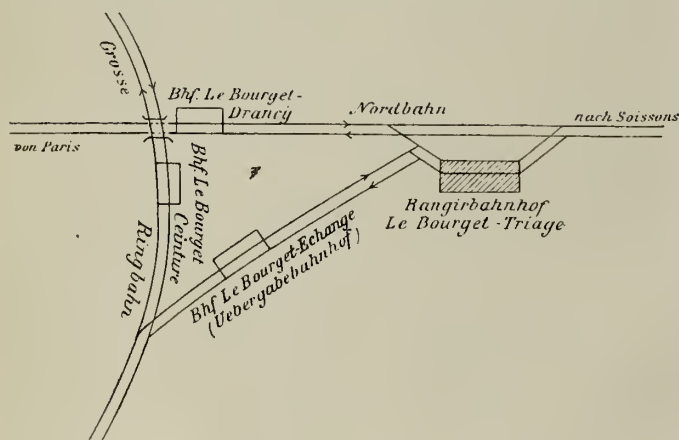 Grosse
Bhf. Le Bourget-
Drancy
Nordbahn
nach Soissons
von Paris
Bhf. Le Bourget
Ceinture
Ringbahn
Rangirbahnhof
Le Bourget-Triage
Bhf. Le Bourget-Echange
(Uebergabebahnhof)